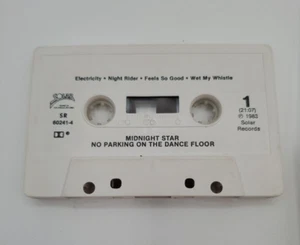 Electricity • Night Rider • Feels So Good • Wet My Whistle
SOLAR
SR
60241-4
1
(21:07)
℗ 1983
Solar
Records
MIDNIGHT STAR
NO PARKING ON THE DANCE FLOOR